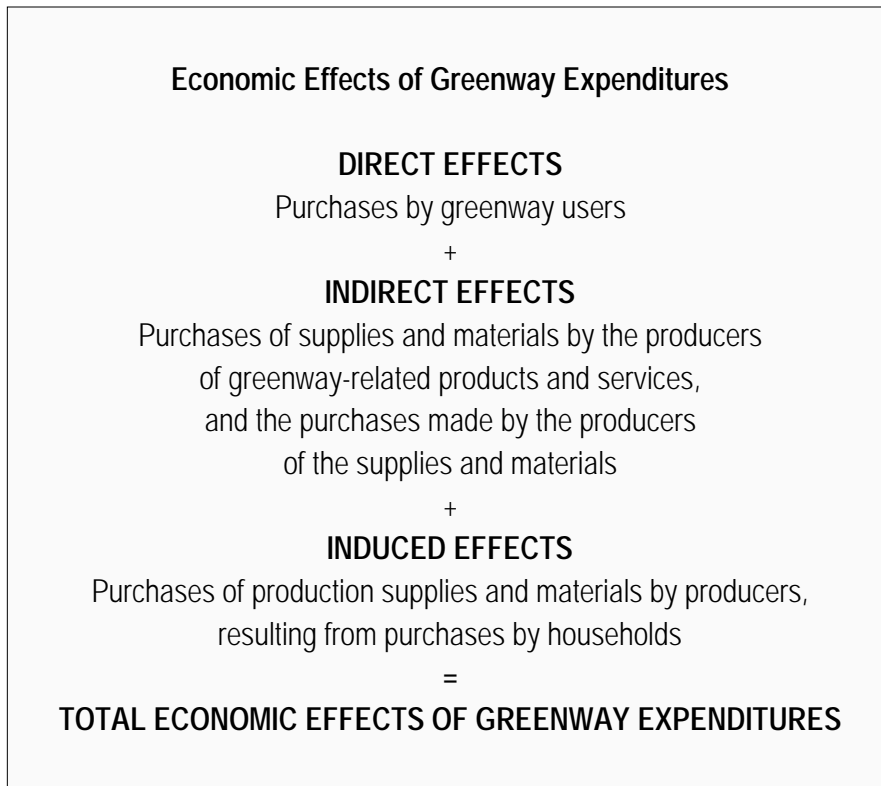 Economic Effects of Greenway Expenditures
DIRECT EFFECTS
Purchases by greenway users
+
INDIRECT EFFECTS
Purchases of supplies and materials by the producers
of greenway-related products and services,
and the purchases made by the producers
of the supplies and materials
+
INDUCED EFFECTS
Purchases of production supplies and materials by producers,
resulting from purchases by households
=
TOTAL ECONOMIC EFFECTS OF GREENWAY EXPENDITURES